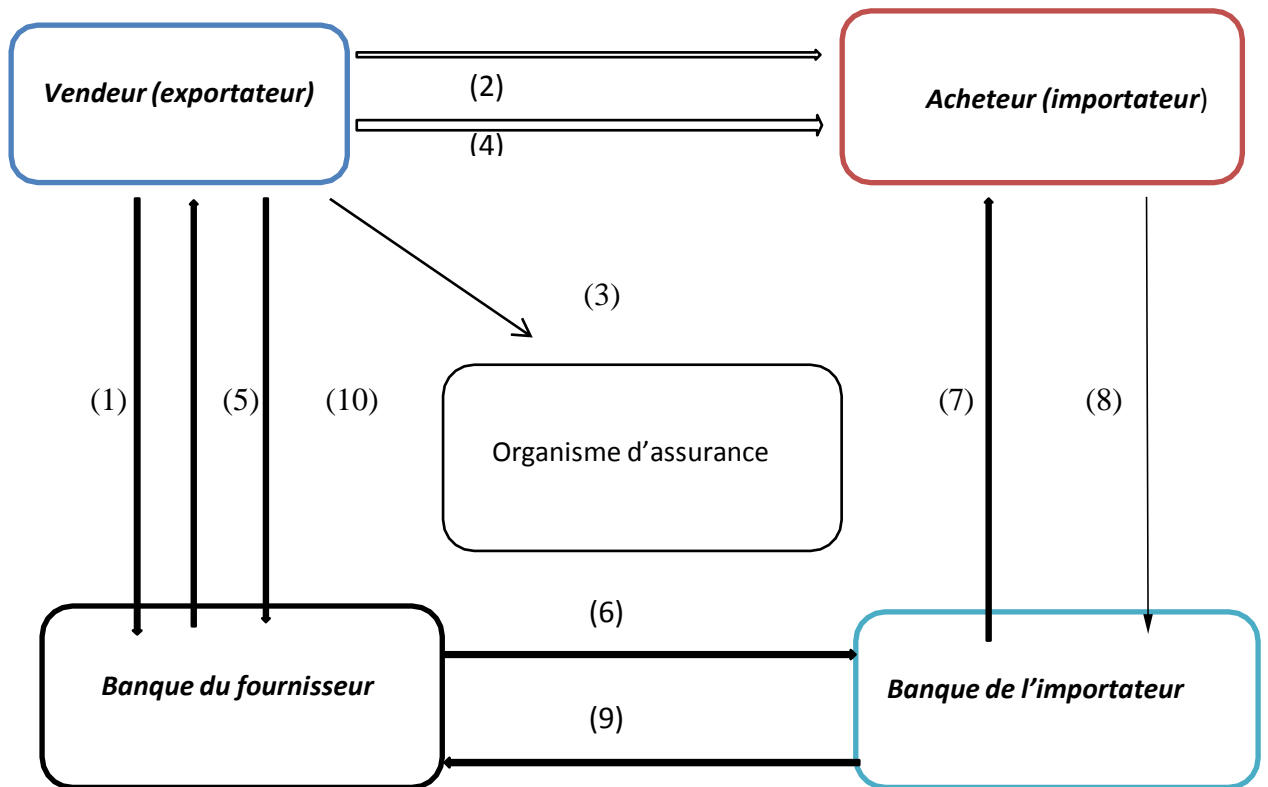 Vendeur (exportateur)
(2)
Acheteur (importateur)
(4)
(3)
(1)
(5)
(10)
(7)
(8)
Organisme d’assurance
(6)
Banque du fournisseur
Banque de l’importateur
(9)